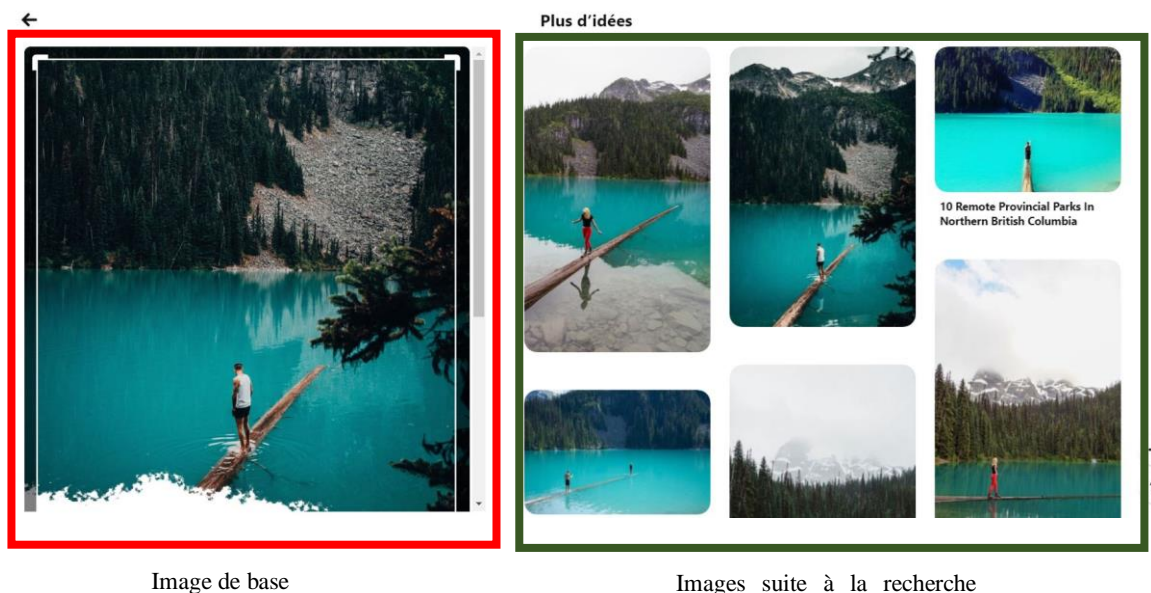 Plus d'idées
10 Remote Provincial Parks In
Northern British Columbia
Image de base
Images suite à la recherche